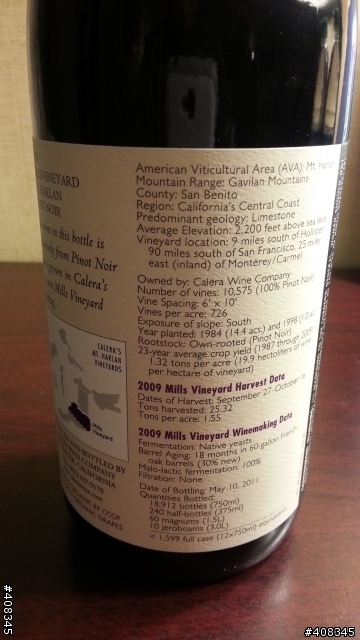 VINEYARD
HARLAN
NOIR
in this bottle is
from Pinot Noir
grown in Calera's
Mills Vineyard
CALERA'S
MT. HARLAN
VINEYARDS
Mills
Vineyard
AND BOTTLED BY
COMPANY
CALIFORNIA
BY CCOF
GRAPES
American Viticultural Area (AVA): Mt. Harlan
Mountain Range: Gavilan Mountains
County: San Benito
Region: California's Central Coast
Predominant geology: Limestone
Average Elevation: 2,200 feet above sea level
Vineyard location: 9 miles south of Hollister
90 miles south of San Francisco, 25 miles
east (inland) of Monterey/Carmel
Owned by: Calera Wine Company
Number of vines: 10,575 (100% Pinot Noir)
Vine Spacing: 6' x 10'
Vines per acre: 726
Exposure of slope: South
Year planted: 1984 (14.4 acs.) and 1998
Rootstock: Own-rooted (Pinot Noir)
23-year average crop yield (1987 through 2009)
1.32 tons per acre (19.9 hectoliters of wine
per hectare of vineyard)
2009 Mills Vineyard Harvest Data
Dates of Harvest: September 27-October
Tons harvested: 25.32
Tons per acre: 1.55
2009 Mills Vineyard Winemaking Data
Fermentation: Native yeasts
Barrel Aging: 18 months in 60-gallon French
oak barrels (30% new)
Malo-lactic fermentation: 100%
Filtration: None
Date of Bottling: May 10, 2011
Quantities Bottled:
18,912 bottles (750ml)
240 half-bottles (375ml)
60 magnums (1.5L)
10 jeroboams (3.0L)
= 1,599 full case (12x750ml) equivalents
#408345
#408345